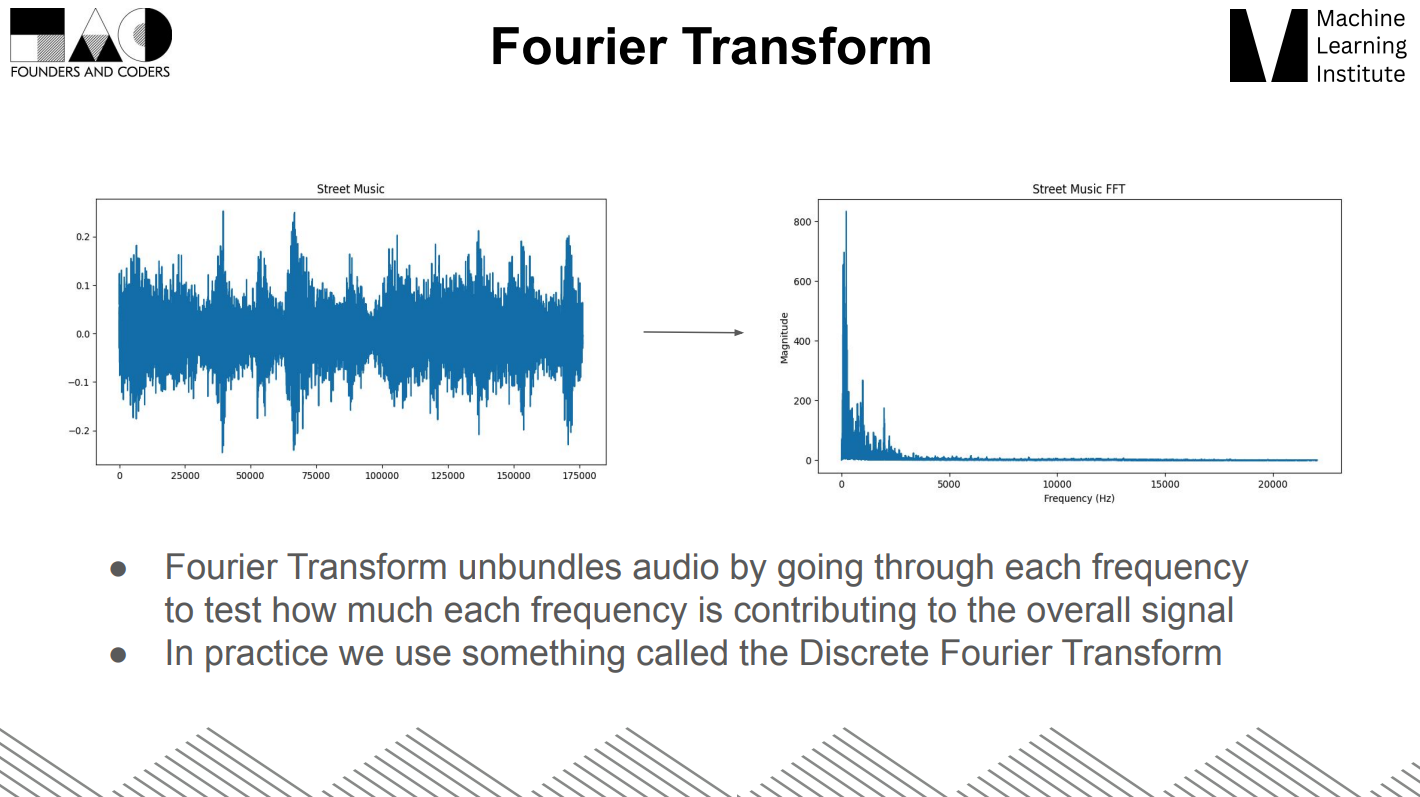 FOUNDERS AND CODERS
Fourier Transform
Machine
Learning
Institute
Street Music
0.2
0.1
0.0
−0.1
−0.2
0 25000 50000 75000 100000 125000 150000 175000
Street Music FFT
Magnitude
800
600
400
200
0
0 5000 10000 15000 20000
Frequency (Hz)
● Fourier Transform unbundles audio by going through each frequency
to test how much each frequency is contributing to the overall signal
● In practice we use something called the Discrete Fourier Transform